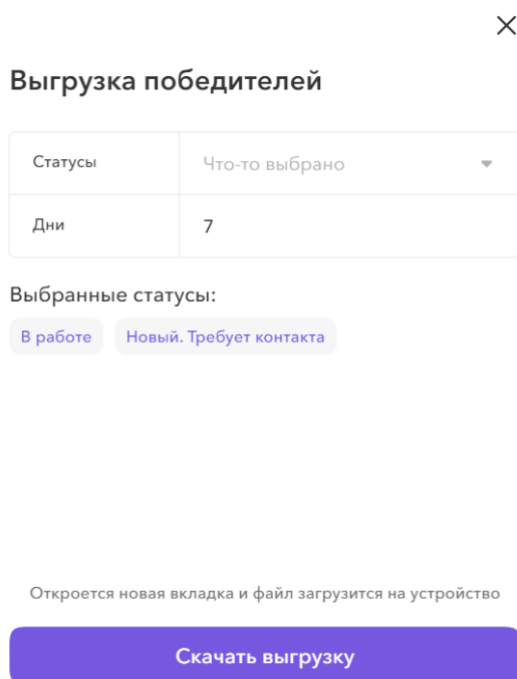 Выгрузка победителей
Статусы
Что-то выбрано
Дни
7
Выбранные статусы:
В работе
Новый. Требует контакта
Откроется новая вкладка и файл загрузится на устройство
Скачать выгрузку